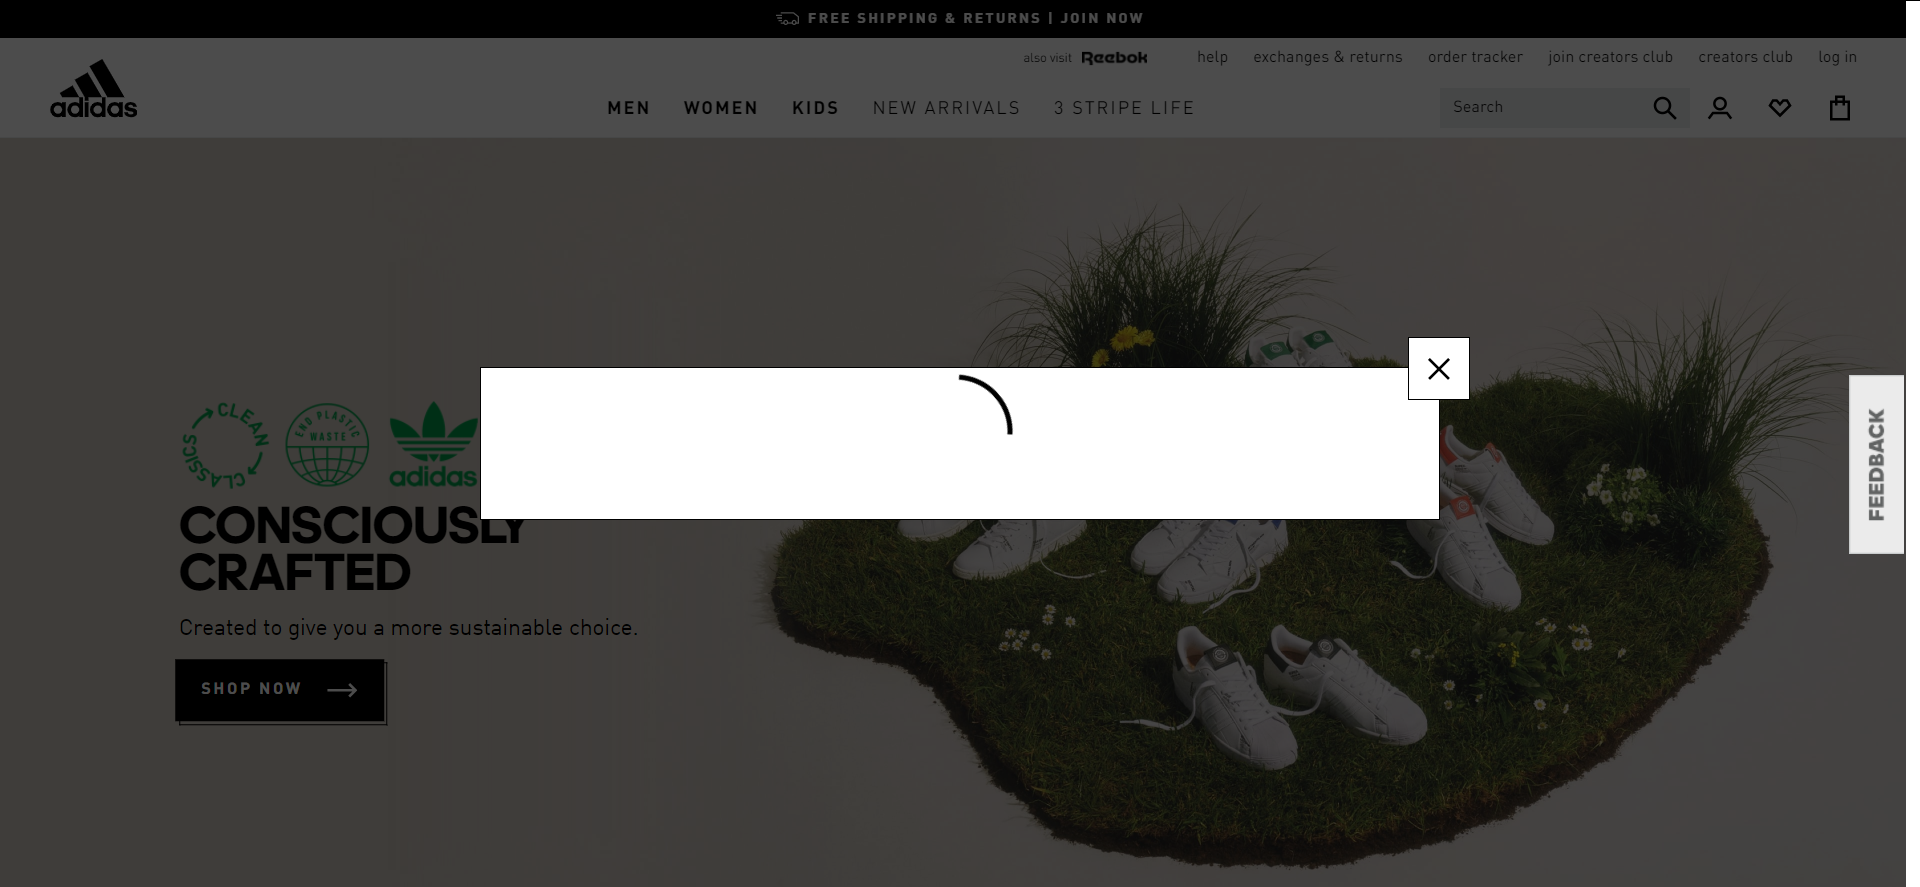 FREE SHIPPING & RETURNS | JOIN NOW
also visit Reebok help exchanges & returns order tracker join creators club creators club log in
adidas
MEN WOMEN KIDS NEW ARRIVALS 3 STRIPE LIFE
Search
CLEAN CLASSICS
END PLASTIC WASTE
adidas
CONSCIOUSLY
CRAFTED
Created to give you a more sustainable choice.
SHOP NOW
FEEDBACK